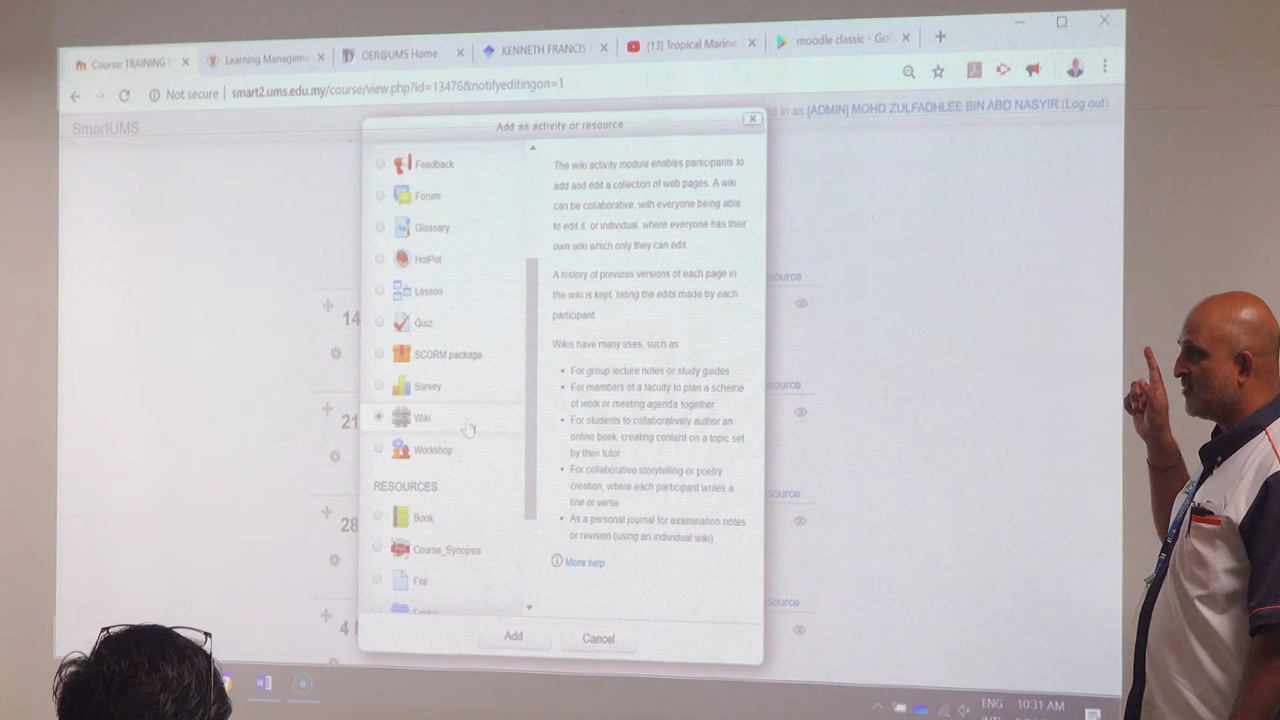 Course: TRAINING
Learning Managem
OER@UMS Home
KENNETH FRANCIS
(13) Tropical Marine
moodle classic - Go
Not secure | smart2.ums.edu.my/course/view.php?id=13476&notifyeditingon=1
SmartUMS
d in as [ADMIN] MOHD ZULFADHLEE BIN ABD NASYIR (Log out)
Add an activity or resource
Feedback
Forum
Glossary
HotPot
Lesson
Quiz
SCORM package
Survey
Wiki
Workshop
RESOURCES
Book
Course_Synopsis
File
The wiki activity module enables participants to
add and edit a collection of web pages. A wiki
can be collaborative, with everyone being able
to edit it, or individual, where everyone has their
own wiki which only they can edit
A history of previous versions of each page in
the wiki is kept, listing the edits made by each
participant
Wikis have many uses, such as
• For group lecture notes or study guides
• For members of a faculty to plan a scheme
of work or meeting agenda together
• For students to collaboratively author an
online book, creating content on a topic set
by their tutor
• For collaborative storytelling or poetry
creation, where each participant writes a
line or verse
• As a personal journal for examination notes
or revision (using an individual wiki)
More help
Add
Cancel
14
21
28
4
source
source
source
source
ENG
10:31 AM